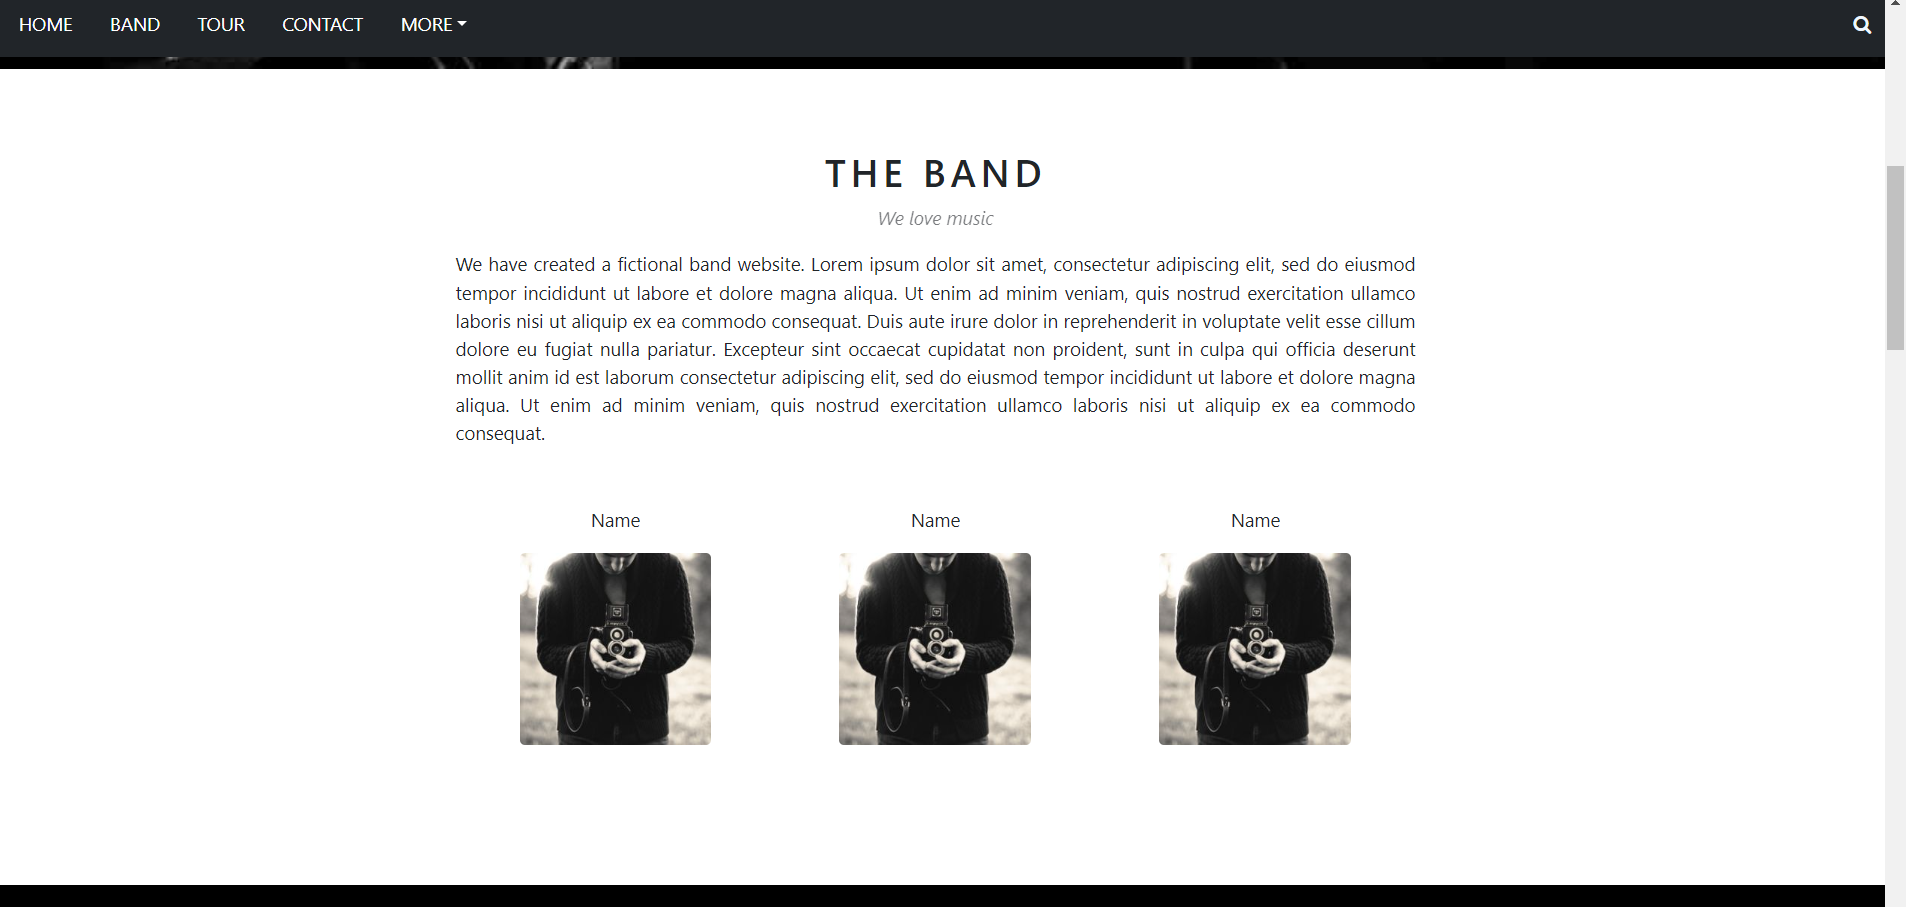 HOME BAND TOUR CONTACT MORE
THE BAND
We love music
We have created a fictional band website. Lorem ipsum dolor sit amet, consectetur adipiscing elit, sed do eiusmod
tempor incididunt ut labore et dolore magna aliqua. Ut enim ad minim veniam, quis nostrud exercitation ullamco
laboris nisi ut aliquip ex ea commodo consequat. Duis aute irure dolor in reprehenderit in voluptate velit esse cillum
dolore eu fugiat nulla pariatur. Excepteur sint occaecat cupidatat non proident, sunt in culpa qui officia deserunt
mollit anim id est laborum consectetur adipiscing elit, sed do eiusmod tempor incididunt ut labore et dolore magna
aliqua. Ut enim ad minim veniam, quis nostrud exercitation ullamco laboris nisi ut aliquip ex ea commodo
consequat.
Name Name Name